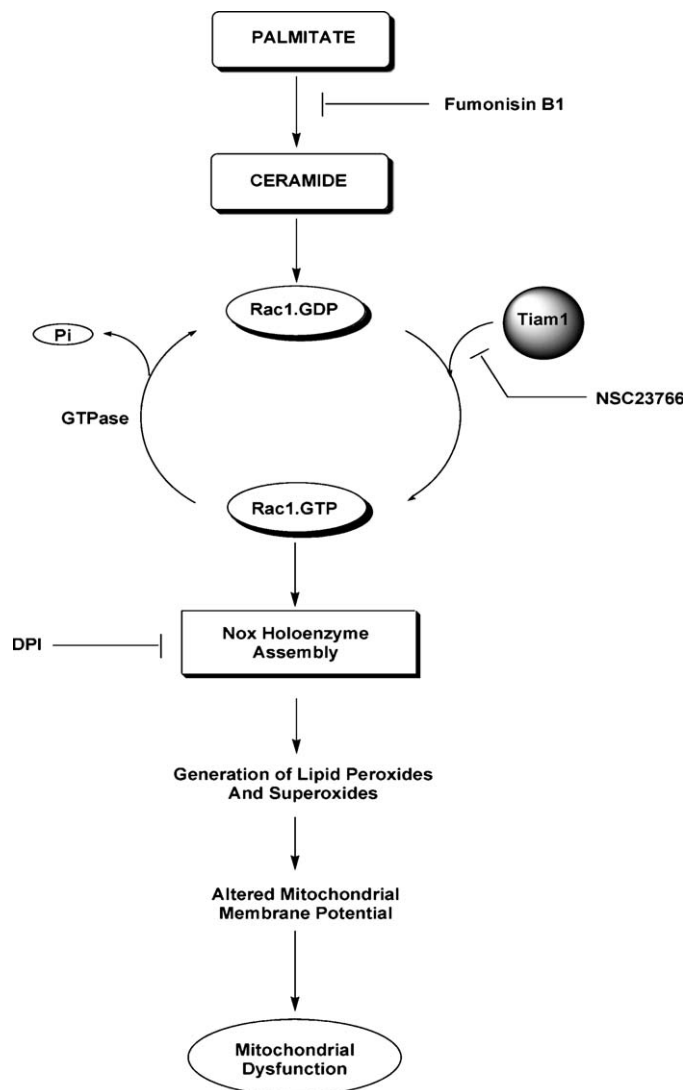 PALMITATE
Fumonisin B1
CERAMIDE
Rac1.GDP
Tiam1
Pi
NSC23766
GTPase
Rac1.GTP
Nox Holoenzyme
Assembly
DPI
Generation of Lipid Peroxides
And Superoxides
Altered Mitochondrial
Membrane Potential
Mitochondrial
Dysfunction